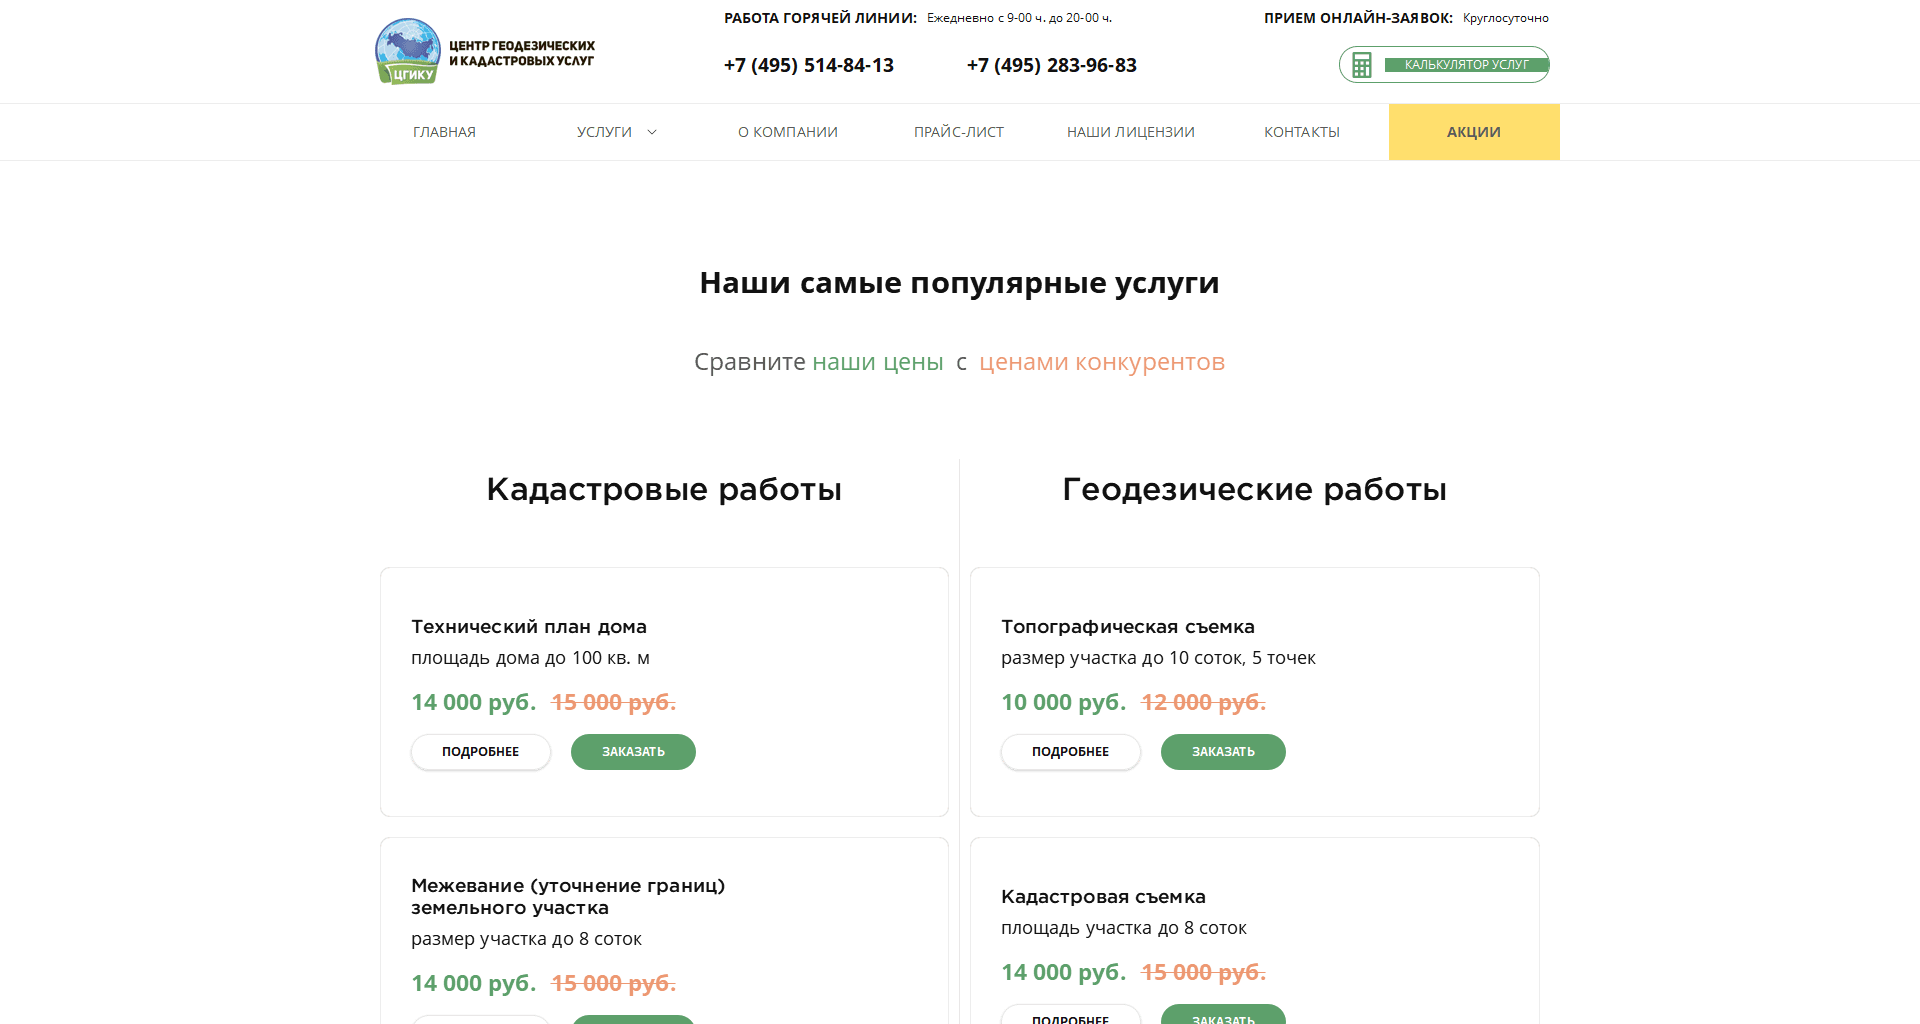 ЦГИКУ
ЦЕНТР ГЕОДЕЗИЧЕСКИХ
И КАДАСТРОВЫХ УСЛУГ
РАБОТА ГОРЯЧЕЙ ЛИНИИ: Ежедневно с 9-00 ч. до 20-00 ч.
+7 (495) 514-84-13 +7 (495) 283-96-83
ПРИЕМ ОНЛАЙН-ЗАЯВОК: Круглосуточно
КАЛЬКУЛЯТОР УСЛУГ
ГЛАВНАЯ УСЛУГИ О КОМПАНИИ ПРАЙС-ЛИСТ НАШИ ЛИЦЕНЗИИ КОНТАКТЫ АКЦИИ
Наши самые популярные услуги
Сравните наши цены с ценами конкурентов
Кадастровые работы
Технический план дома
площадь дома до 100 кв. м
14 000 руб. 15 000 руб.
ПОДРОБНЕЕ ЗАКАЗАТЬ
Межевание (уточнение границ)
земельного участка
размер участка до 8 соток
14 000 руб. 15 000 руб.
Геодезические работы
Топографическая съемка
размер участка до 10 соток, 5 точек
10 000 руб. 12 000 руб.
ПОДРОБНЕЕ ЗАКАЗАТЬ
Кадастровая съемка
площадь участка до 8 соток
14 000 руб. 15 000 руб.
ПОДРОБНЕЕ ЗАКАЗАТЬ